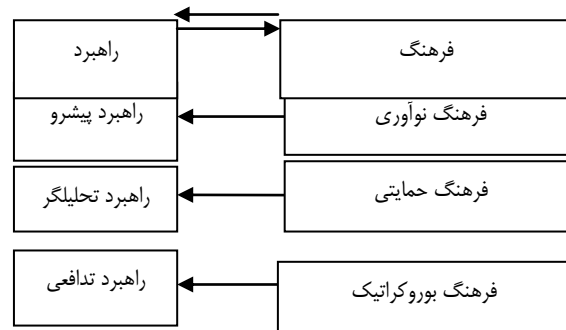 فرهنگ
راهبرد
فرهنگ نوآوری
راهبرد پیشرو
فرهنگ حمایتی
راهبرد تحلیلگر
فرهنگ بوروکراتیک
راهبرد تدافعی